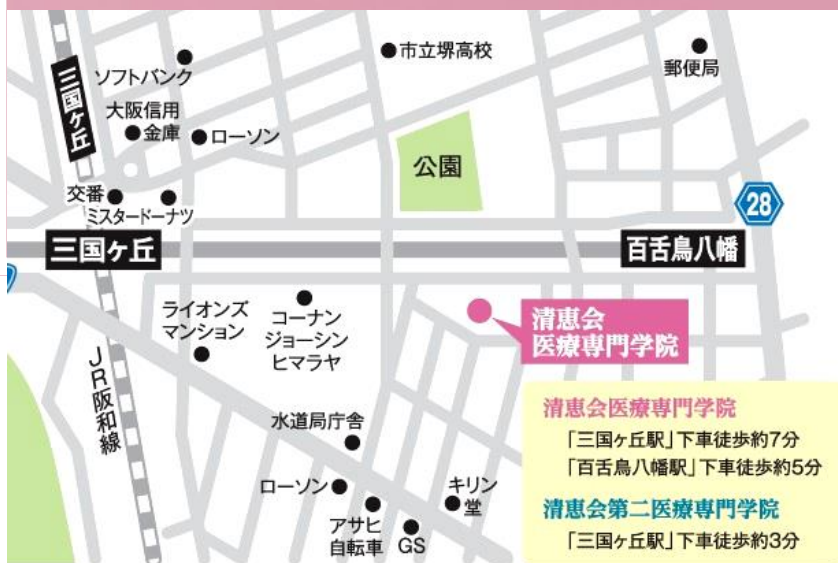 三国ヶ丘
ソフトバンク
市立堺高校
郵便局
大阪信用
金庫
ローソン
公園
交番
ミスタードーナツ
28
三国ヶ丘
百舌鳥八幡
ライオンズ
マンション
コーナン
ジョーシン
ヒマラヤ
清恵会
医療専門学院
JR阪和線
水道局庁舎
ローソン
アサヒ
自転車
GS
キリン
堂
清恵会医療専門学院
「三国ヶ丘駅」下車徒歩約7分
「百舌鳥八幡駅」下車徒歩約5分
清恵会第二医療専門学院
「三国ヶ丘駅」下車徒歩約3分